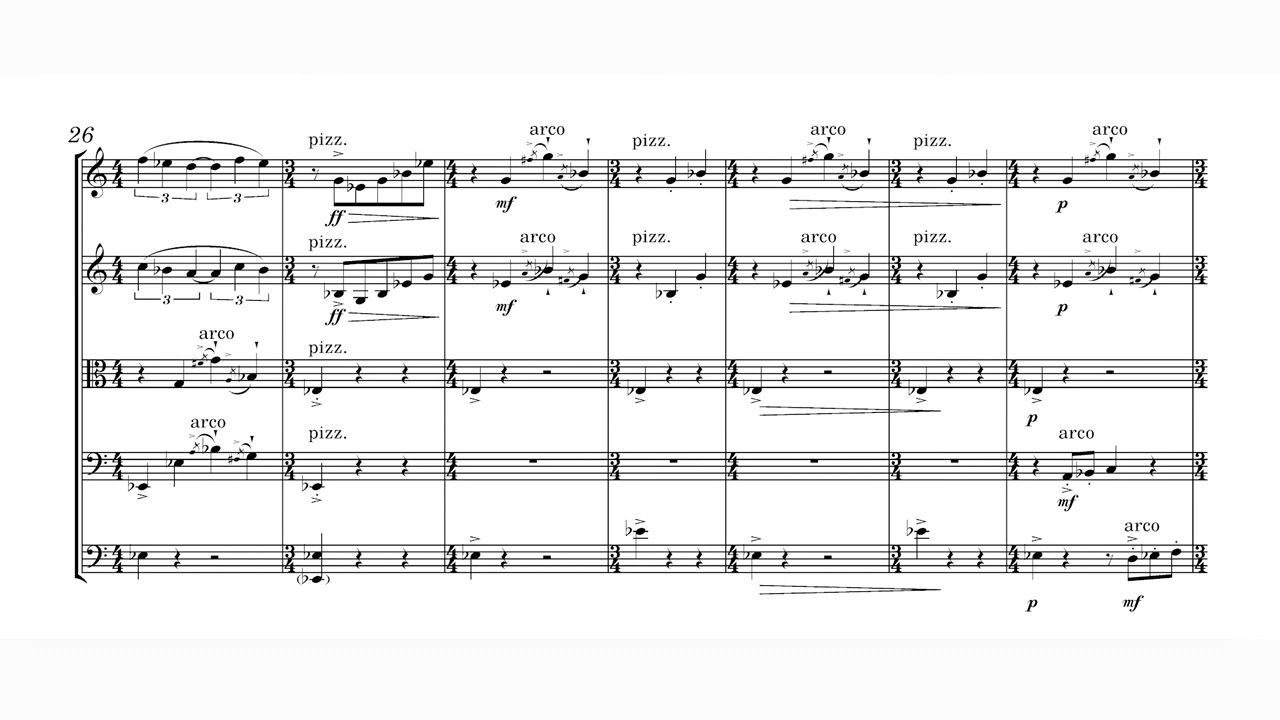 26
arco arco arco
pizz. pizz. pizz.
3 3
ff mf p
pizz. arco pizz. arco pizz. arco
3 3
ff mf p
arco
pizz.
p
arco
pizz. arco
mf
arco
p mf